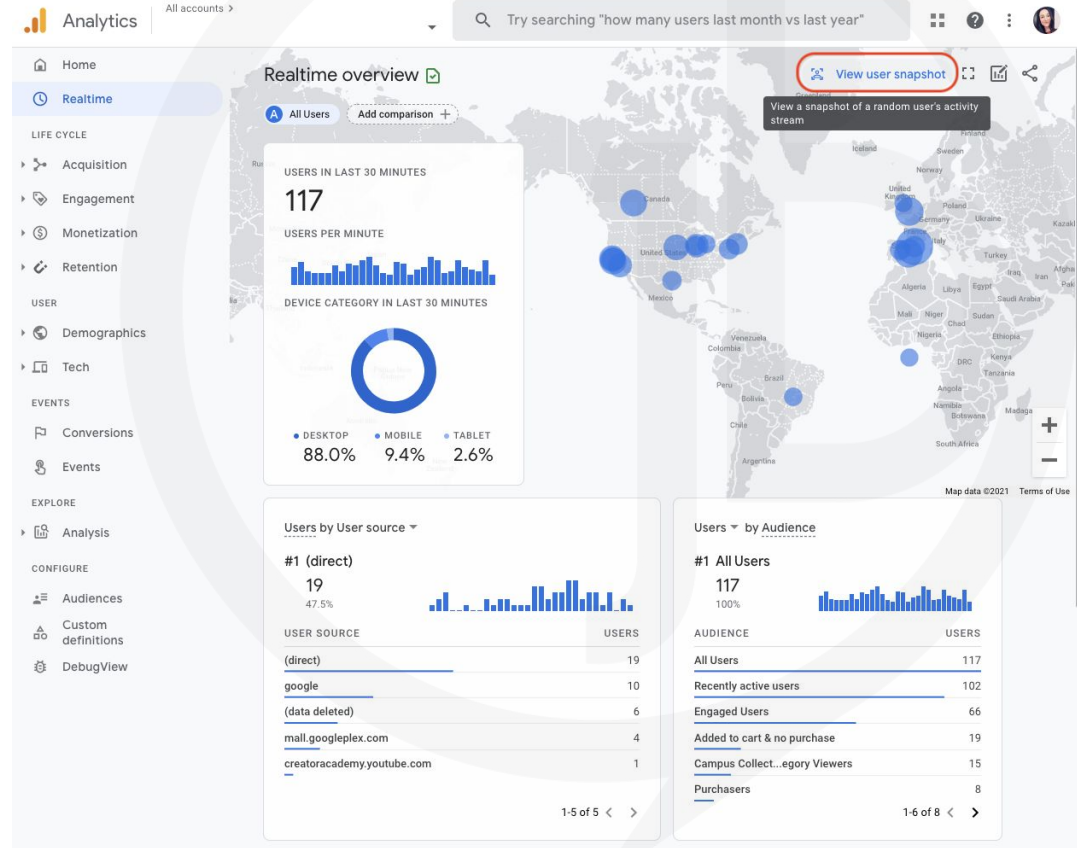 Analytics
All accounts >
Try searching "how many users last month vs last year"
Home
Realtime
LIFE CYCLE
Acquisition
Engagement
Monetization
Retention
USER
Demographics
Tech
EVENTS
Conversions
Events
EXPLORE
Analysis
CONFIGURE
Audiences
Custom
definitions
DebugView
Realtime overview
View user snapshot
View a snapshot of a random user's activity
stream
A All Users
Add comparison +
USERS IN LAST 30 MINUTES
117
USERS PER MINUTE
DEVICE CATEGORY IN LAST 30 MINUTES
DESKTOP MOBILE TABLET
88.0% 9.4% 2.6%
Iceland
Finland
Sweden
Norway
United
Kingdom
Poland
Germany
Ukraine
Kazakl
France
Italy
Turkey
Iraq
Iran
Afgha
Pak
Algeria
Libya
Egypt
Saudi Arabia
Mali
Niger
Chad
Sudan
Nigeria
Ethiopia
DRC
Kenya
Tanzania
Angola
Namibia
Botswana
Madaga
South Africa
Canada
United States
Mexico
Venezuela
Colombia
Peru
Brazil
Bolivia
Chile
Argentina
+
−
Map data ©2021 Terms of Use
Users by User source
#1 (direct)
19
47.5%
USER SOURCE USERS
(direct) 19
google 10
(data deleted) 6
mall.googleplex.com 4
creatoracademy.youtube.com 1
1-5 of 5 < >
Users by Audience
#1 All Users
117
100%
AUDIENCE USERS
All Users 117
Recently active users 102
Engaged Users 66
Added to cart & no purchase 19
Campus Collect...egory Viewers 15
Purchasers 8
1-6 of 8 < >